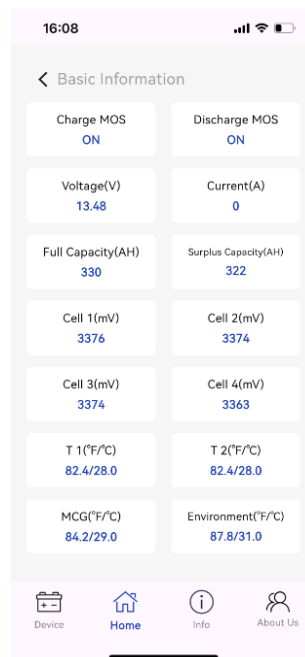 16:08
Basic Information
Charge MOS
ON
Discharge MOS
ON
Voltage(V)
13.48
Current(A)
0
Full Capacity(AH)
330
Surplus Capacity(AH)
322
Cell 1(mV)
3376
Cell 2(mV)
3374
Cell 3(mV)
3374
Cell 4(mV)
3363
T 1(°F/°C)
82.4/28.0
T 2(°F/°C)
82.4/28.0
MCG(°F/°C)
84.2/29.0
Environment(°F/°C)
87.8/31.0
Device
Home
Info
About Us